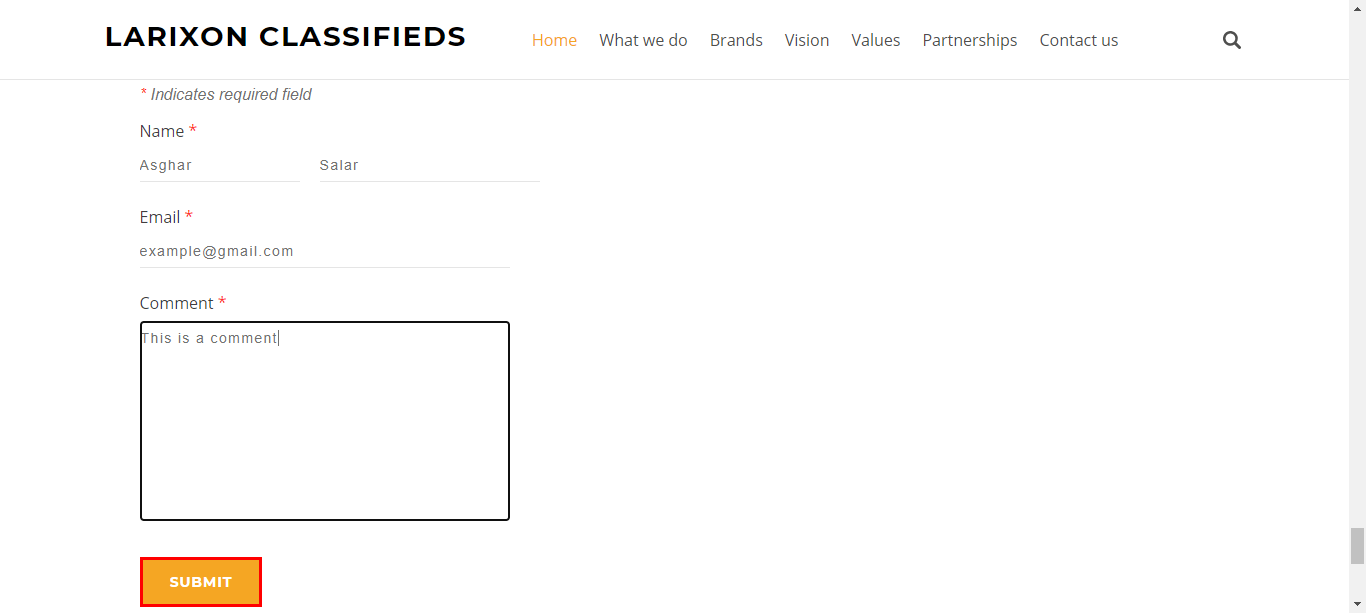 LARIXON CLASSIFIEDS
Home What we do Brands Vision Values Partnerships Contact us
* Indicates required field
Name *
Asghar Salar
Email *
example@gmail.com
Comment *
This is a comment
SUBMIT